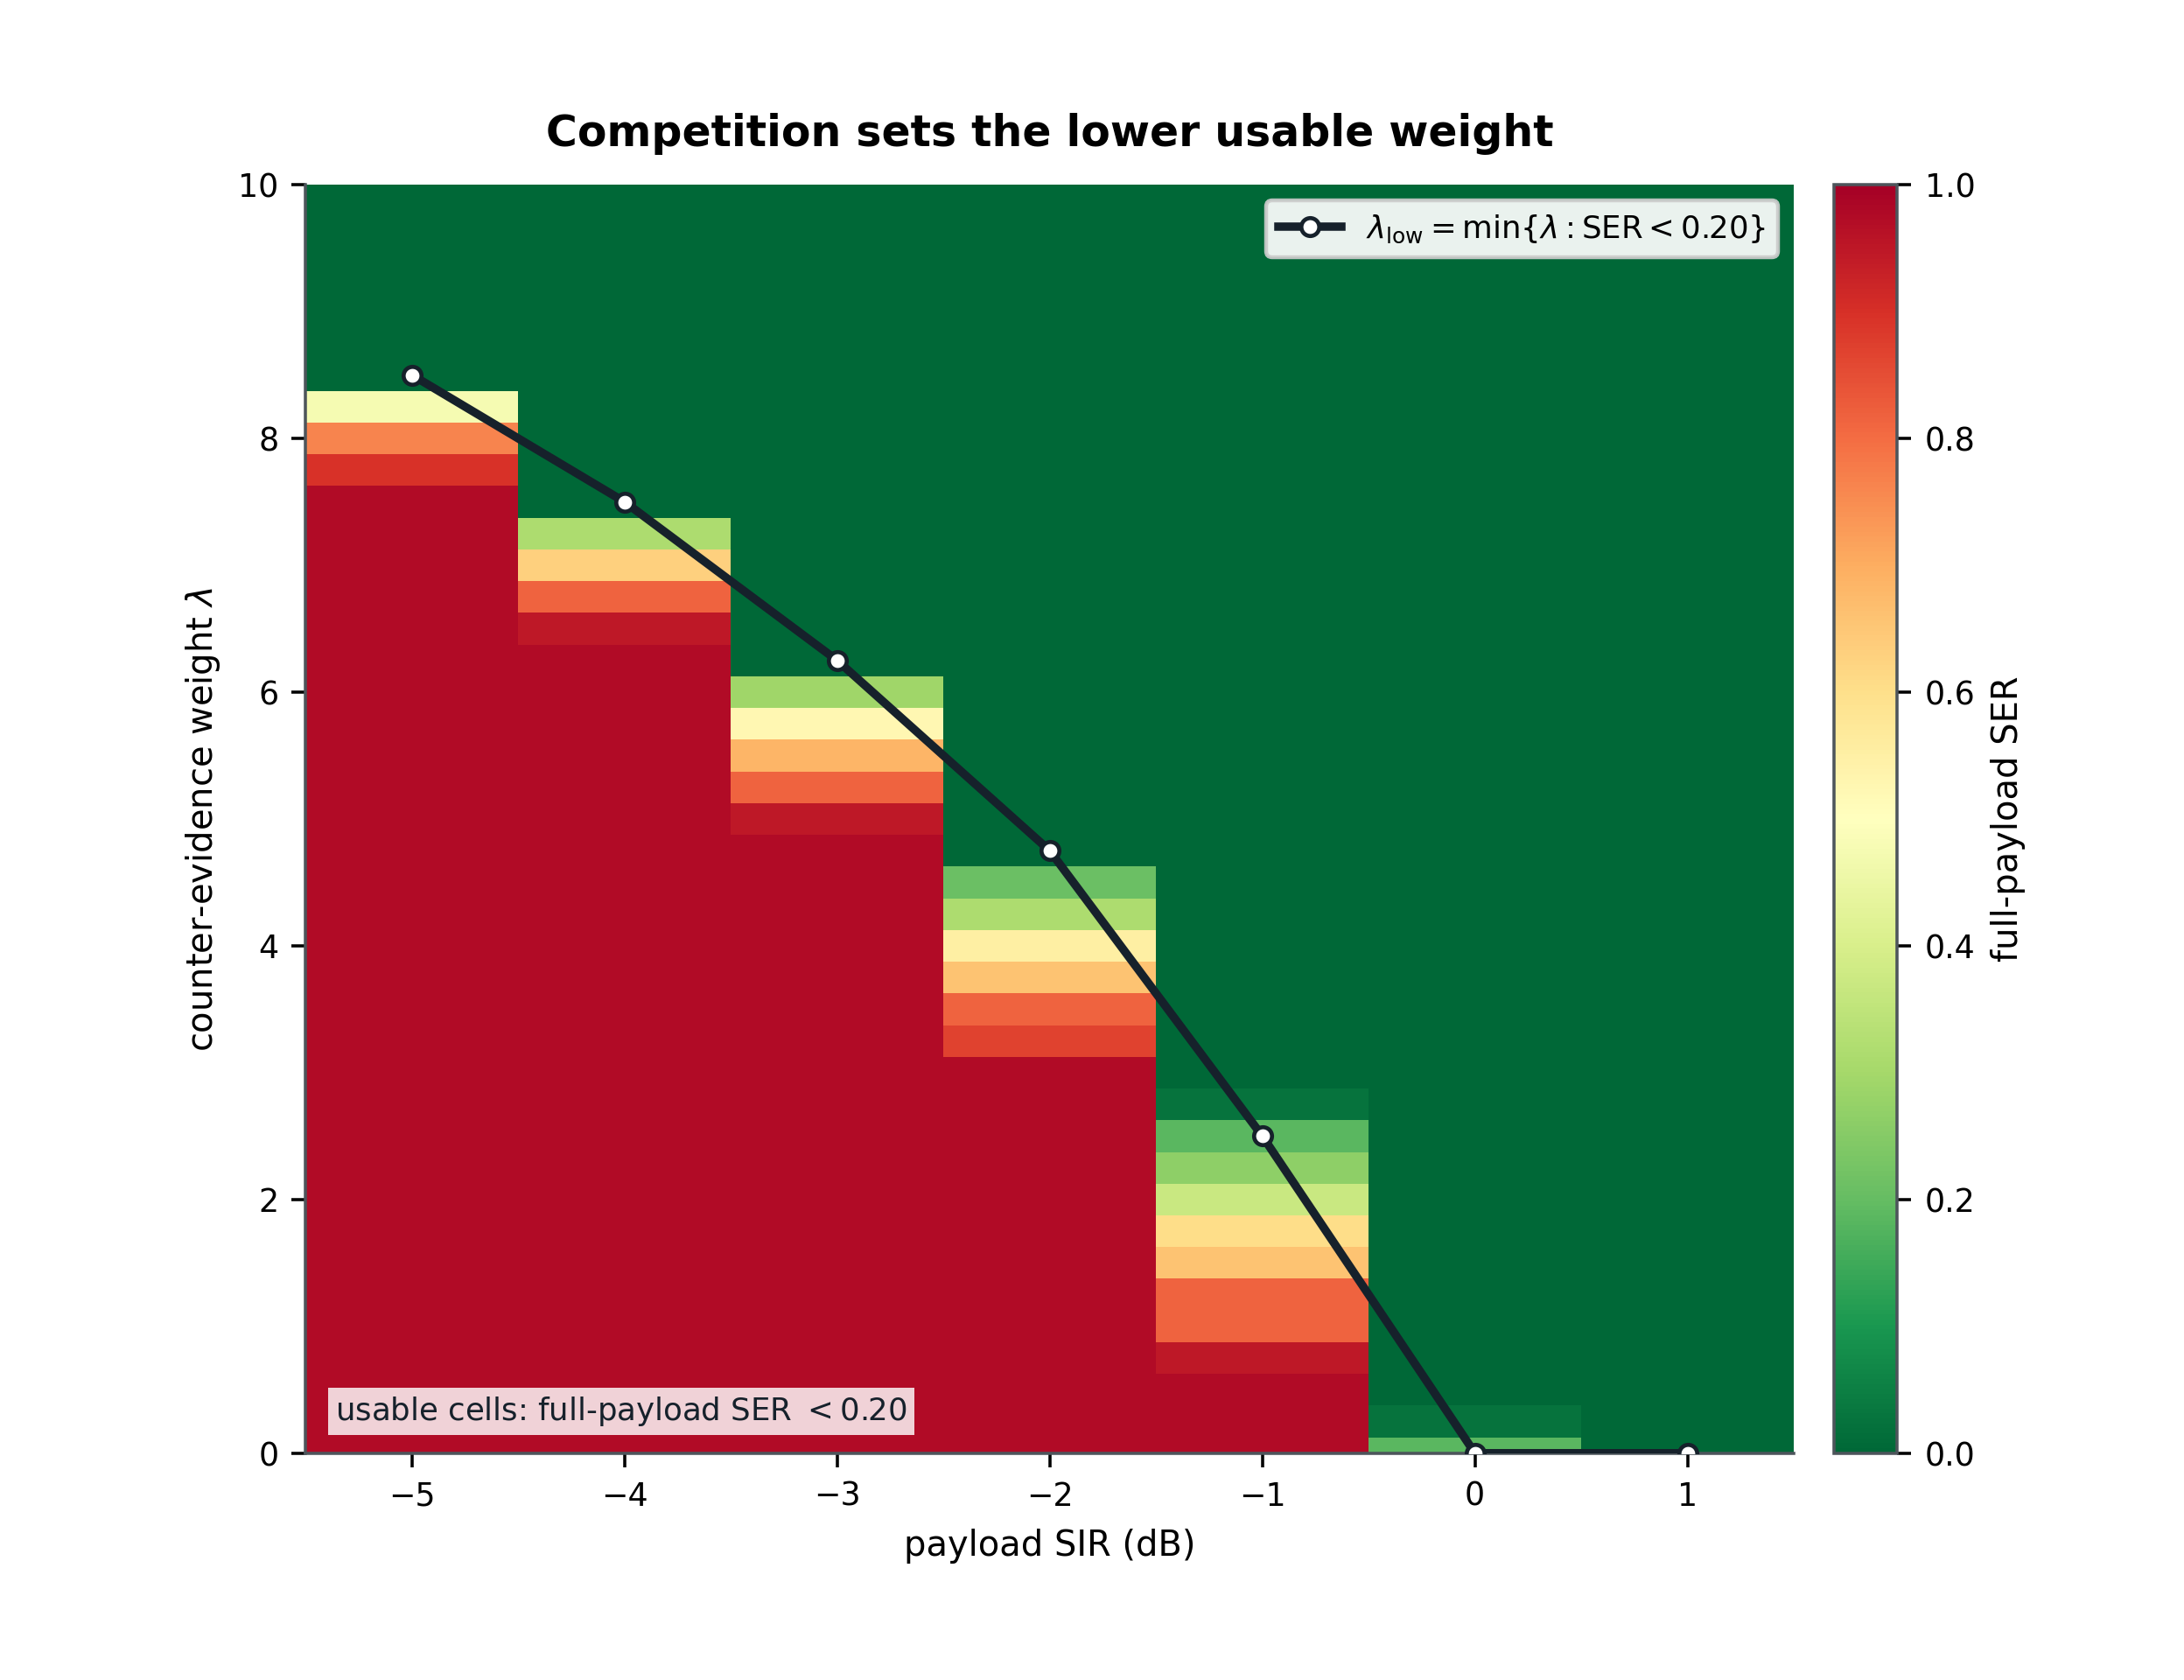 Competition sets the lower usable weight
λlow = min{λ : SER < 0.20}
counter-evidence weight λ
10
8
6
4
2
0
usable cells: full-payload SER < 0.20
−5 −4 −3 −2 −1 0 1
payload SIR (dB)
1.0
0.8
0.6
0.4
0.2
0.0
full-payload SER